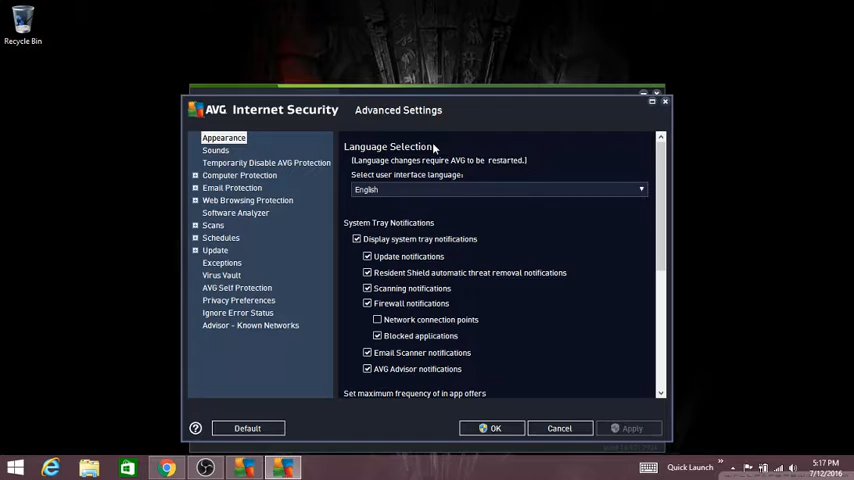 Recycle Bin
AVG Internet Security Advanced Settings
Appearance
Sounds
Temporarily Disable AVG Protection
Computer Protection
Email Protection
Web Browsing Protection
Software Analyzer
Scans
Schedules
Update
Exceptions
Virus Vault
AVG Self Protection
Privacy Preferences
Ignore Error Status
Advisor - Known Networks
Language Selection
[Language changes require AVG to be restarted.]
Select user interface language:
English
System Tray Notifications
Display system tray notifications
Update notifications
Resident Shield automatic threat removal notifications
Scanning notifications
Firewall notifications
Network connection points
Blocked applications
Email Scanner notifications
AVG Advisor notifications
Set maximum frequency of in app offers
? Default OK Cancel Apply
Quick Launch » 5:17 PM
7/12/2016